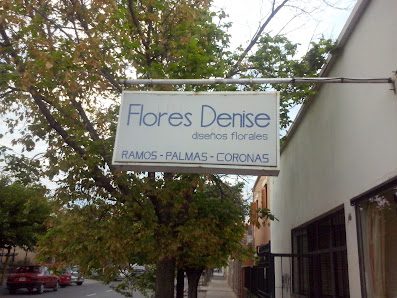 Flores Denise
diseños florales
RAMOS - PALMAS - CORONAS